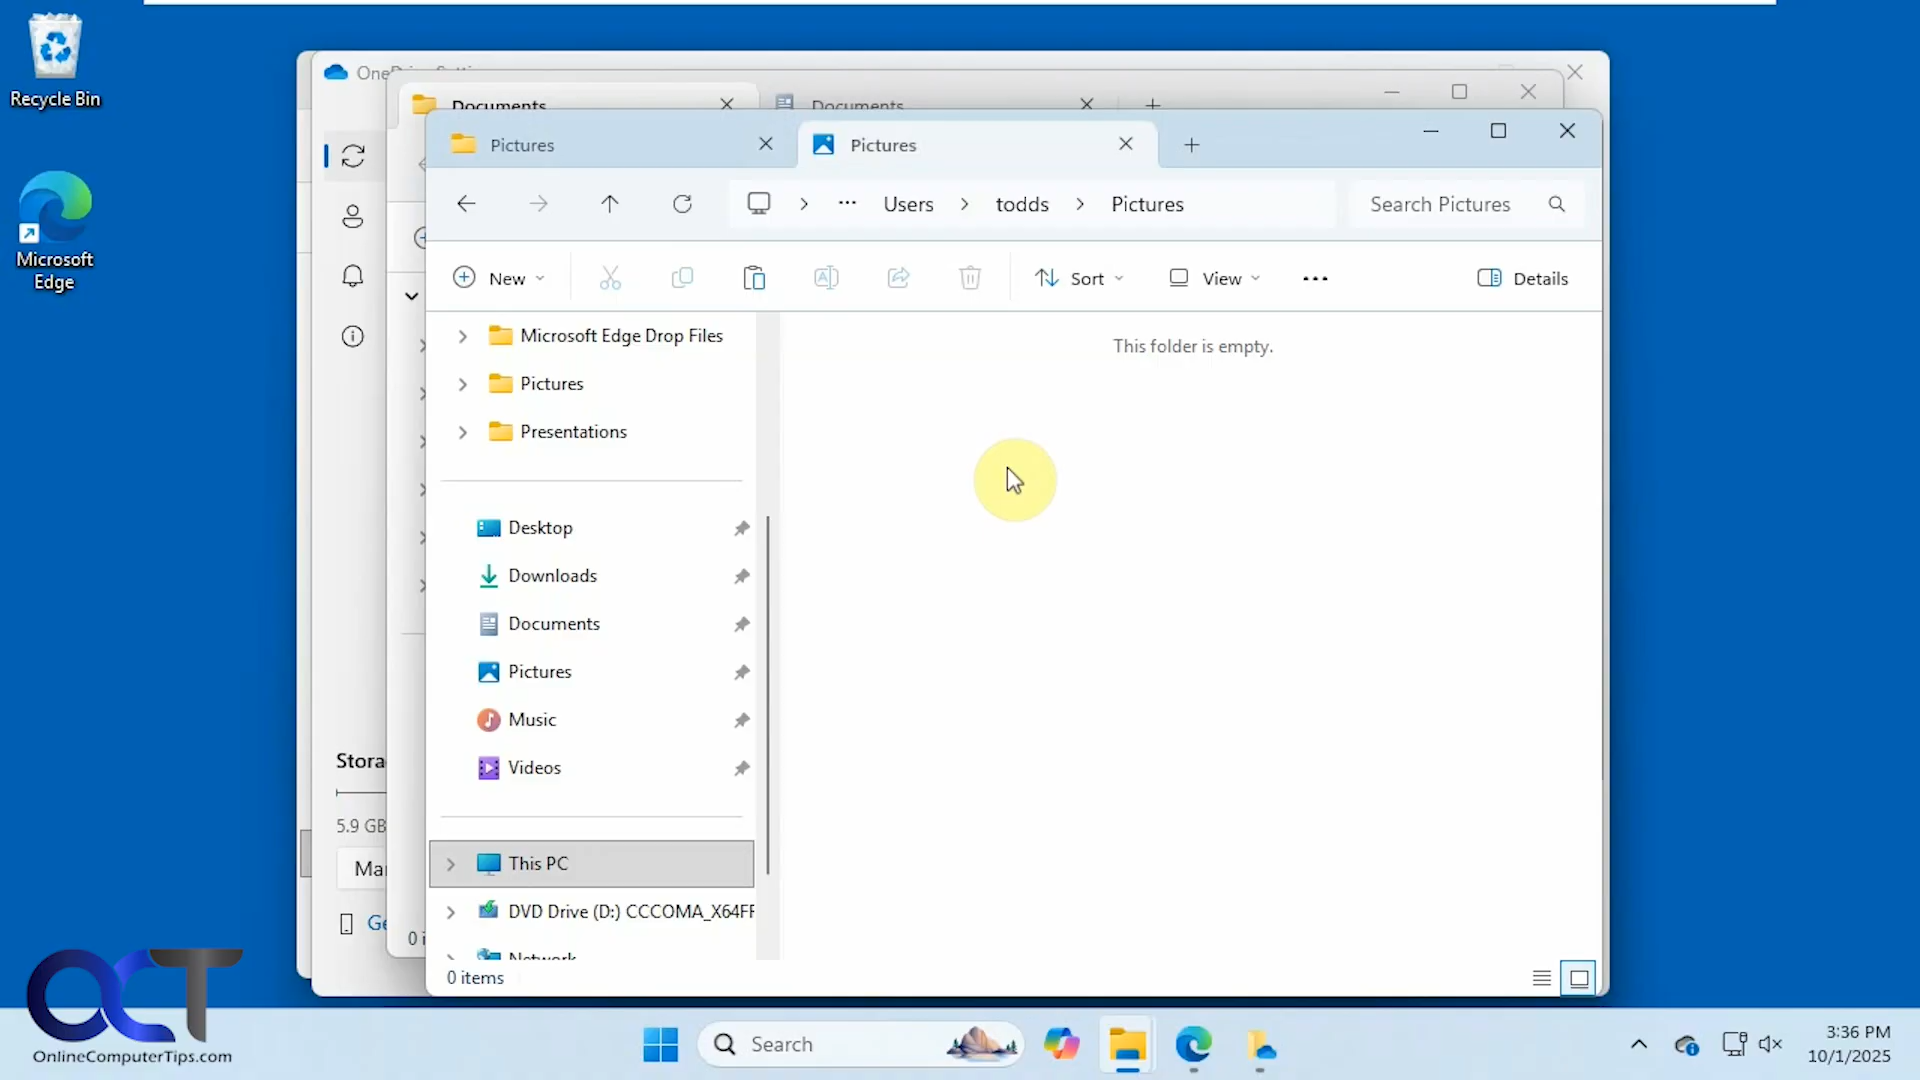 Recycle Bin
Microsoft
Edge
Documents
Documents
Pictures
Pictures
Users
todds
Pictures
Search Pictures
New
Sort
View
Details
Microsoft Edge Drop Files
Pictures
Presentations
Desktop
Downloads
Documents
Pictures
Music
Videos
This PC
DVD Drive (D:) CCCOMA_X64FF
Network
0 items
This folder is empty.
5.9 GB
OCT
OnlineComputerTips.com
Search
3:36 PM
10/1/2025